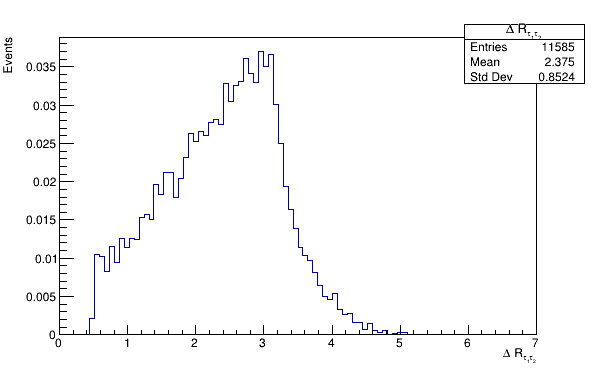 Δ R_τ₁τ₂
Entries 11585
Mean 2.375
Std Dev 0.8524
Events
0.035
0.03
0.025
0.02
0.015
0.01
0.005
0
0 1 2 3 4 5 6 7
Δ R_τ₁τ₂